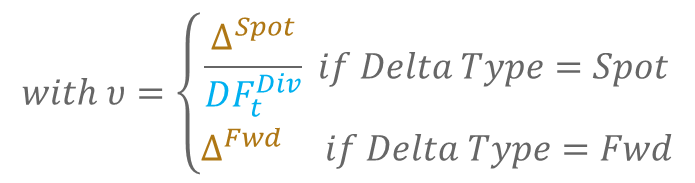 Δ^Spot
with υ = { ――― if Delta Type = Spot
DF_t^Div
Δ^Fwd if Delta Type = Fwd